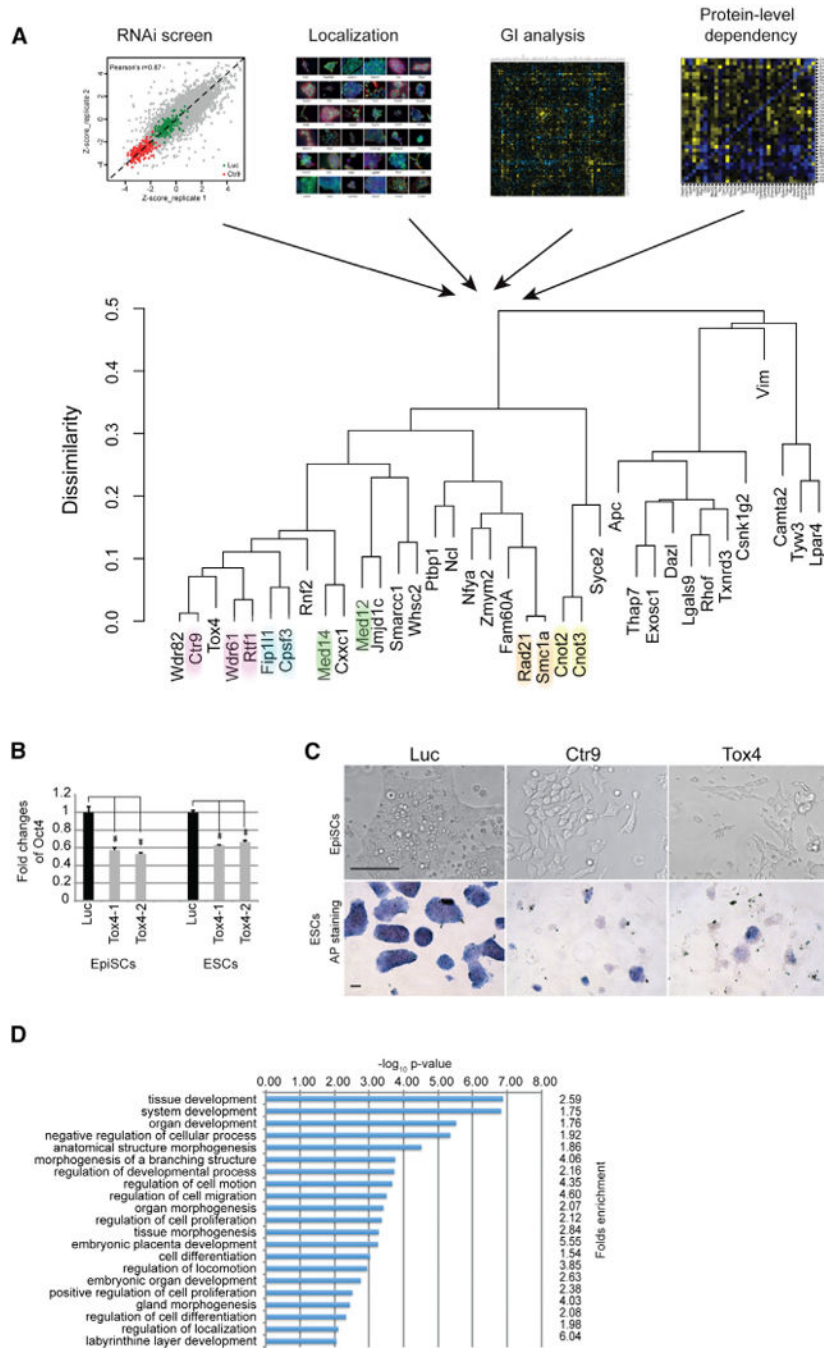 A
RNAi screen
Localization
GI analysis
Protein-level
dependency
Pearson's r=0.87
Z-score_replicate 2
4
2
0
-2
-4
Luc
Ctr9
-4 -2 0 2 4
Z-score_replicate 1
Dissimilarity
0.5
0.4
0.3
0.2
0.1
0.0
Wdr82
Ctr9
Tox4
Wdr61
Rtf1
Fip1l1
Cpsf3
Rnf2
Med14
Cxxc1
Med12
Jmjd1c
Smarcc1
Whsc2
Ptbp1
Ncl
Nfya
Zmym2
Fam60A
Rad21
Smc1a
Cnot2
Cnot3
Syce2
Apc
Thap7
Exosc1
Dazl
Lgals9
Rhof
Txnrd3
Csnk1g2
Vim
Camta2
Tyw3
Lpar4
B
Fold changes
of Oct4
1.2
1
0.8
0.6
0.4
0.2
0
* * * *
Luc Tox4-1 Tox4-2 Luc Tox4-1 Tox4-2
EpiSCs ESCs
C
Luc Ctr9 Tox4
EpiSCs
ESCs
AP staining
D
-log10 p-value
0.00 1.00 2.00 3.00 4.00 5.00 6.00 7.00 8.00
tissue development 2.59
system development 1.75
organ development 1.76
negative regulation of cellular process 1.92
anatomical structure morphogenesis 1.86
morphogenesis of a branching structure 4.06
regulation of developmental process 2.16
regulation of cell motion 4.35
regulation of cell migration 4.60
organ morphogenesis 2.07
regulation of cell proliferation 2.12
tissue morphogenesis 2.84
embryonic placenta development 5.55
cell differentiation 1.54
regulation of locomotion 3.85
embryonic organ development 2.63
positive regulation of cell proliferation 2.38
gland morphogenesis 4.03
regulation of cell differentiation 2.08
regulation of localization 1.98
labyrinthine layer development 6.04
Folds enrichment